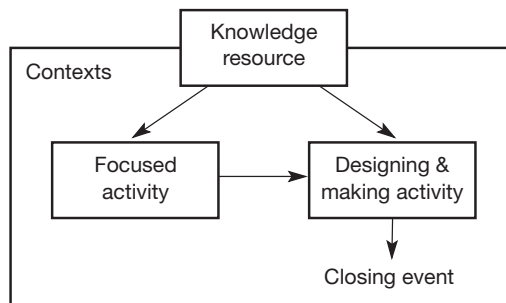 Knowledge
resource
Contexts
Focused
activity
Designing &
making activity
Closing event